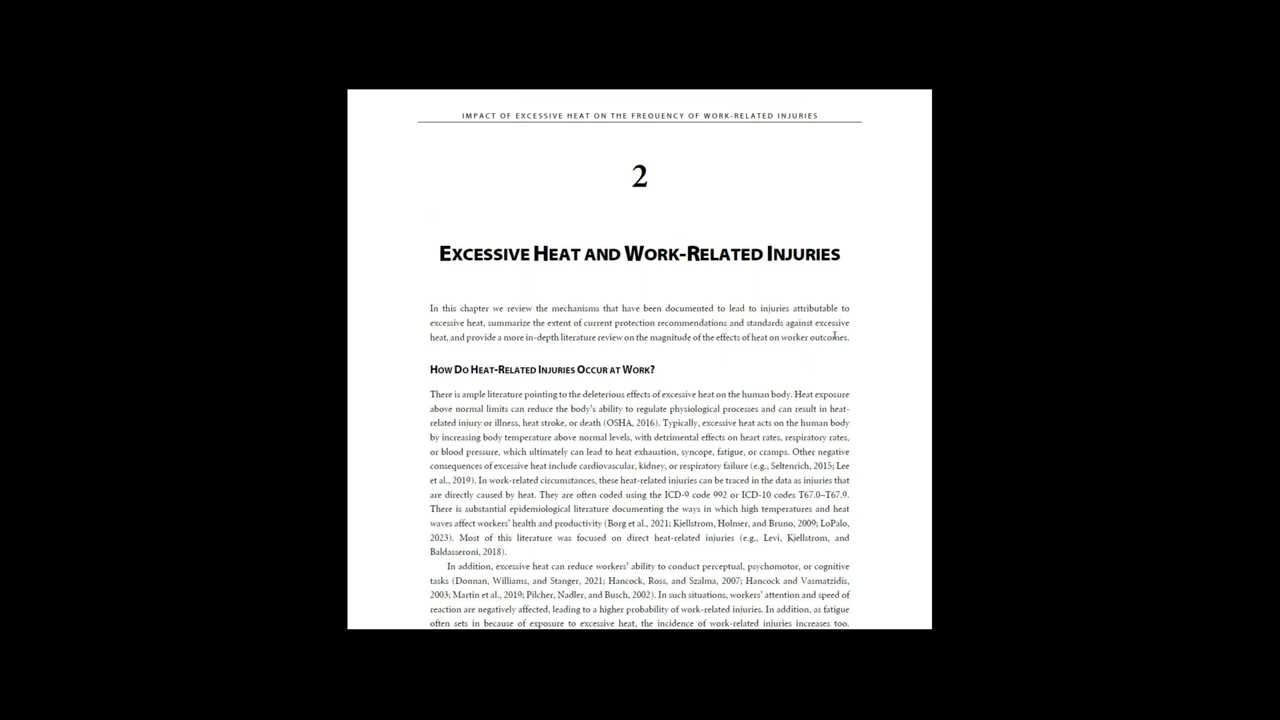 IMPACT OF EXCESSIVE HEAT ON THE FREQUENCY OF WORK-RELATED INJURIES
2
EXCESSIVE HEAT AND WORK-RELATED INJURIES
In this chapter we review the mechanisms that have been documented to lead to injuries attributable to
excessive heat, summarize the extent of current protection recommendations and standards against excessive
heat, and provide a more in-depth literature review on the magnitude of the effects of heat on worker outcomes.
HOW DO HEAT-RELATED INJURIES OCCUR AT WORK?
There is ample literature pointing to the deleterious effects of excessive heat on the human body. Heat exposure
above normal limits can reduce the body's ability to regulate physiological processes and can result in heat-
related injury or illness, heat stroke, or death (OSHA, 2016). Typically, excessive heat acts on the human body
by increasing body temperature above normal levels, with detrimental effects on heart rates, respiratory rates,
or blood pressure, which ultimately can lead to heat exhaustion, syncope, fatigue, or cramps. Other negative
consequences of excessive heat include cardiovascular, kidney, or respiratory failure (e.g., Seltenrich, 2015; Lee
et al., 2019). In work-related circumstances, these heat-related injuries can be traced in the data as injuries that
are directly caused by heat. They are often coded using the ICD-9 code 992 or ICD-10 codes T67.0–T67.9.
There is substantial epidemiological literature documenting the ways in which high temperatures and heat
waves affect workers' health and productivity (Borg et al., 2021; Kjellstrom, Holmer, and Bruno, 2009; LoPalo,
2023). Most of this literature was focused on direct heat-related injuries (e.g., Levi, Kjellstrom, and
Baldasseroni, 2018).
In addition, excessive heat can reduce workers' ability to conduct perceptual, psychomotor, or cognitive
tasks (Donnan, Williams, and Stanger, 2021; Hancock, Ross, and Szalma, 2007; Hancock and Vasmatzidis,
2003; Martin et al., 2019; Pilcher, Nadler, and Busch, 2002). In such situations, workers' attention and speed of
reaction are negatively affected, leading to a higher probability of work-related injuries. In addition, as fatigue
often sets in because of exposure to excessive heat, the incidence of work-related injuries increases too.